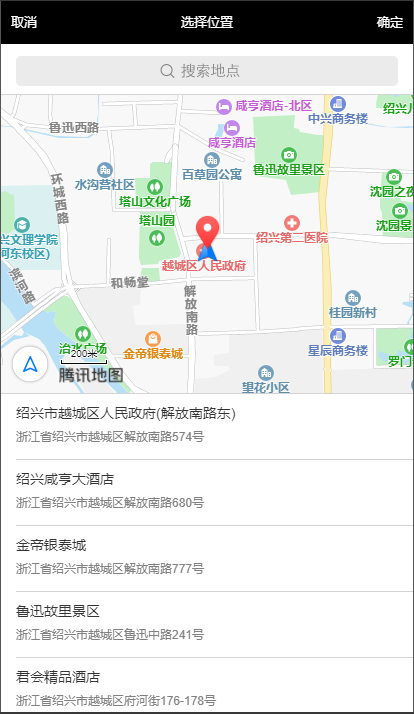 取消 选择位置 确定
搜索地点
咸亨酒店-北区
中兴商务楼
绍兴
鲁迅西路
咸亨酒店
百草园公寓
鲁迅故里景区
水沟营社区
环城西路
沈园之夜
塔山文化广场
塔山园
沈园景
兴文理学院
河东校区)
绍兴第二医院
越城区人民政府
滨河路
和畅堂
解放南路
桂园新村
治水广场
金帝银泰城
星辰商务楼
罗门
200米
腾讯地图
望花小区
绍兴市越城区人民政府(解放南路东)
浙江省绍兴市越城区解放南路574号
绍兴咸亨大酒店
浙江省绍兴市越城区解放南路680号
金帝银泰城
浙江省绍兴市越城区解放南路777号
鲁迅故里景区
浙江省绍兴市越城区鲁迅中路241号
君会精品酒店
浙江省绍兴市越城区府河街176-178号